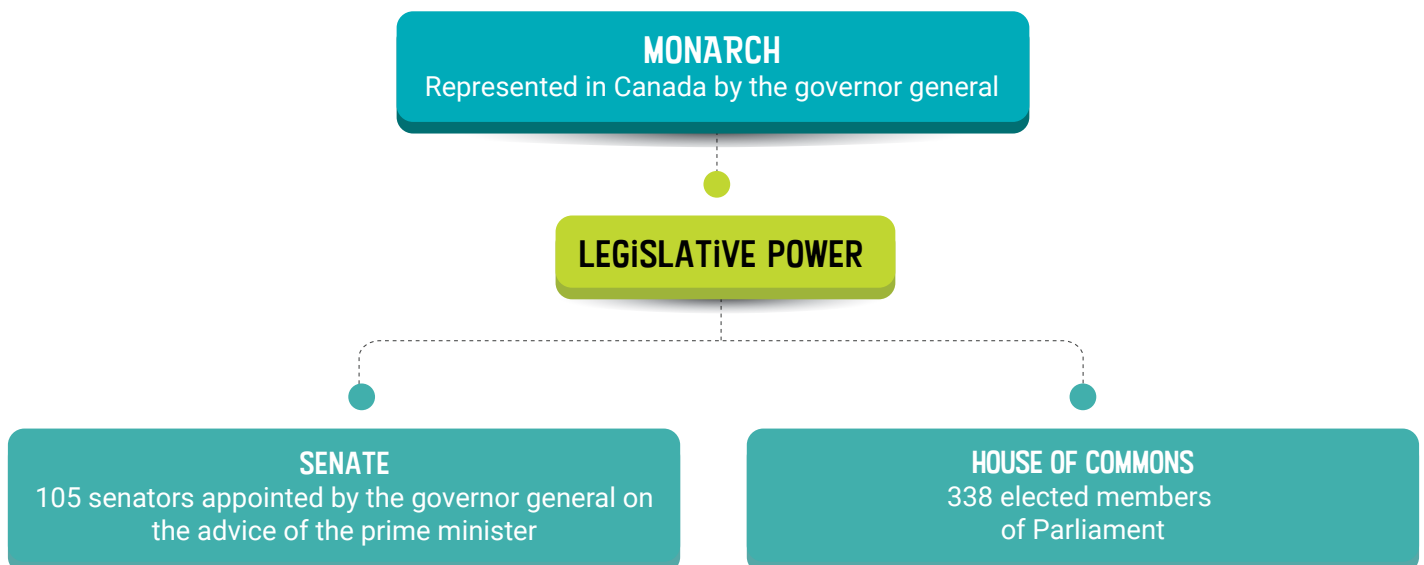 MONARCH
Represented in Canada by the governor general
LEGiSLATiVE POWER
SENATE
105 senators appointed by the governor general on
the advice of the prime minister
HOUSE OF COMMONS
338 elected members
of Parliament